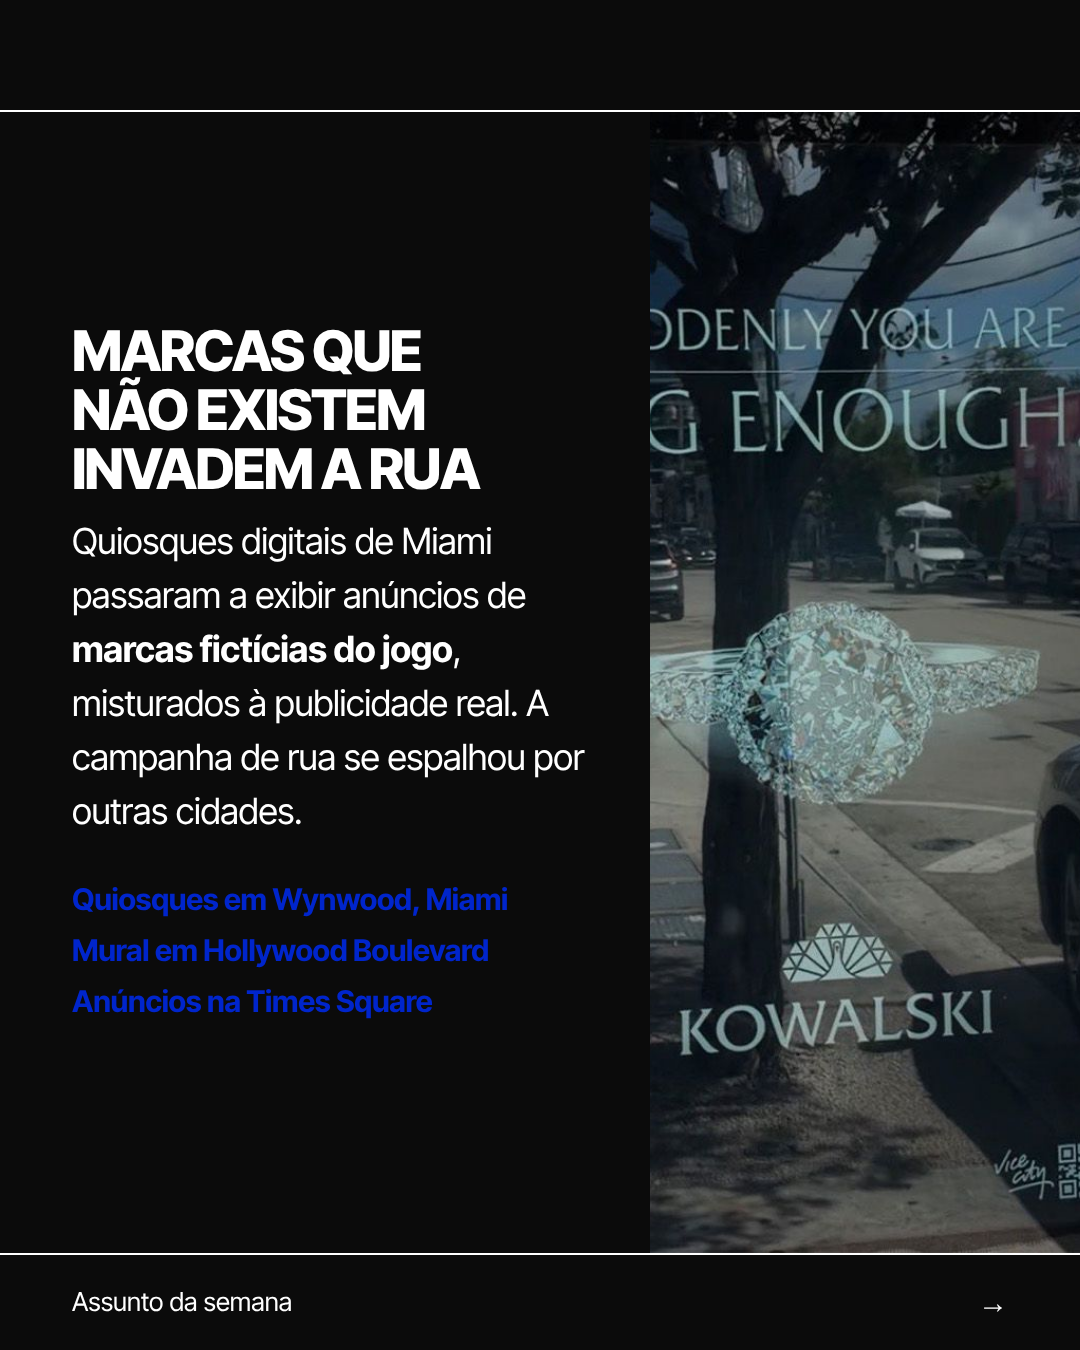 MARCAS QUE
NÃO EXISTEM
INVADEM A RUA
Quiosques digitais de Miami
passaram a exibir anúncios de
marcas fictícias do jogo,
misturados à publicidade real. A
campanha de rua se espalhou por
outras cidades.
Quiosques em Wynwood, Miami
Mural em Hollywood Boulevard
Anúncios na Times Square
DDENLY YOU ARE
G ENOUGH
KOWALSKI
Vice
City
Assunto da semana
→